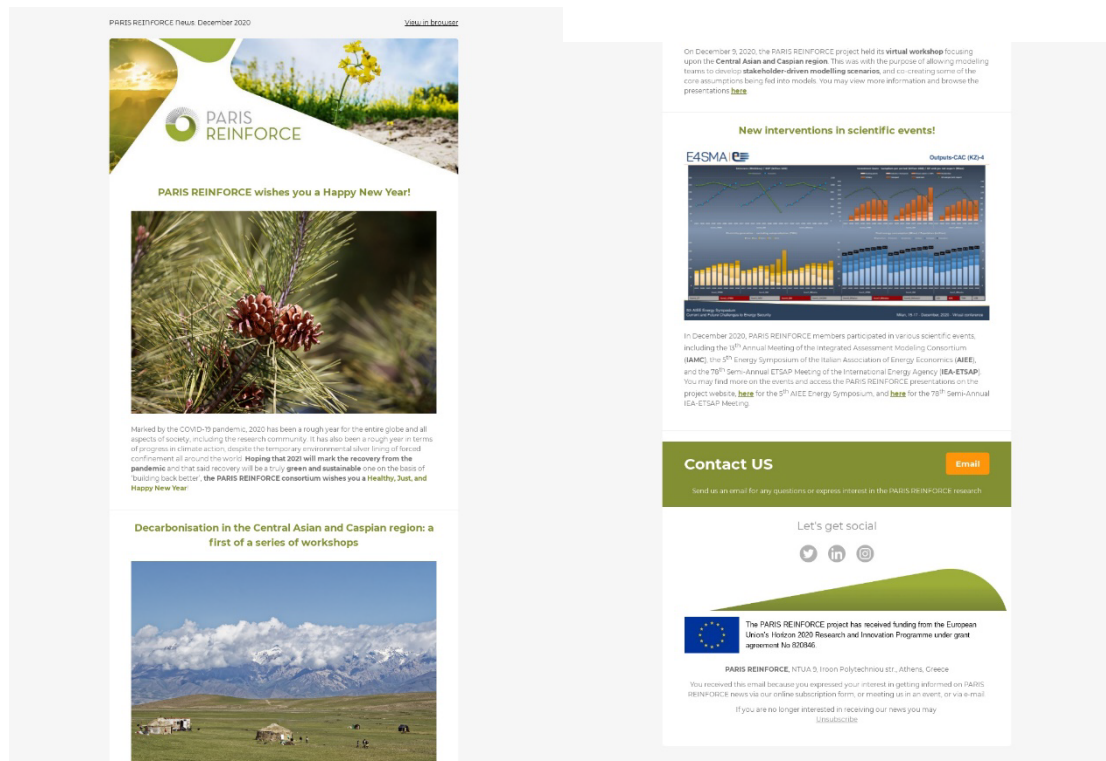 PARIS REINFORCE News: December 2020
View in browser
PARIS
REINFORCE
PARIS REINFORCE wishes you a Happy New Year!
Marked by the COVID-19 pandemic, 2020 has been a rough year for the entire globe and all
aspects of society, including the research community. It has also been a rough year in terms
of progress in climate action, despite the temporary environmental silver lining of forced
confinement all around the world. Hoping that 2021 will mark the recovery from the
pandemic and that said recovery will be a truly green and sustainable one on the basis of
'building back better', the PARIS REINFORCE consortium wishes you a Healthy, Just, and
Happy New Year!
Decarbonisation in the Central Asian and Caspian region: a
first of a series of workshops
On December 9, 2020, the PARIS REINFORCE project held its virtual workshop focusing
upon the Central Asian and Caspian region. This was with the purpose of allowing modeling
teams to develop stakeholder-driven modelling scenarios, and co-creating some of the
core assumptions being fed into models. You may view more information and browse the
presentations here
New interventions in scientific events!
E4SMA
Outputs-CAC (KZ)-4
In December 2020, PARIS REINFORCE members participated in various scientific events,
including the 13th Annual Meeting of the Integrated Assessment Modeling Consortium
(IAMC), the 5th Energy Symposium of the Italian Association of Energy Economics (AIEE),
and the 78th Semi-Annual ETSAP Meeting of the International Energy Agency (IEA-ETSAP).
You may find more on the events and access the PARIS REINFORCE presentations on the
project website, here for the 5th AIEE Energy Symposium, and here for the 78th Semi-Annual
IEA-ETSAP Meeting.
Contact US
Email
Send us an email for any questions or express interest in the PARIS REINFORCE research
Let's get social
The PARIS REINFORCE project has received funding from the European
Union's Horizon 2020 Research and Innovation Programme under grant
agreement No 820846.
PARIS REINFORCE, NTUA 9, Iroon Polytechniou str., Athens, Greece
You received this email because you expressed your interest in getting informed on PARIS
REINFORCE news via our online subscription form, or meeting us in an event, or via e-mail
If you are no longer interested in receiving our news you may
Unsubscribe